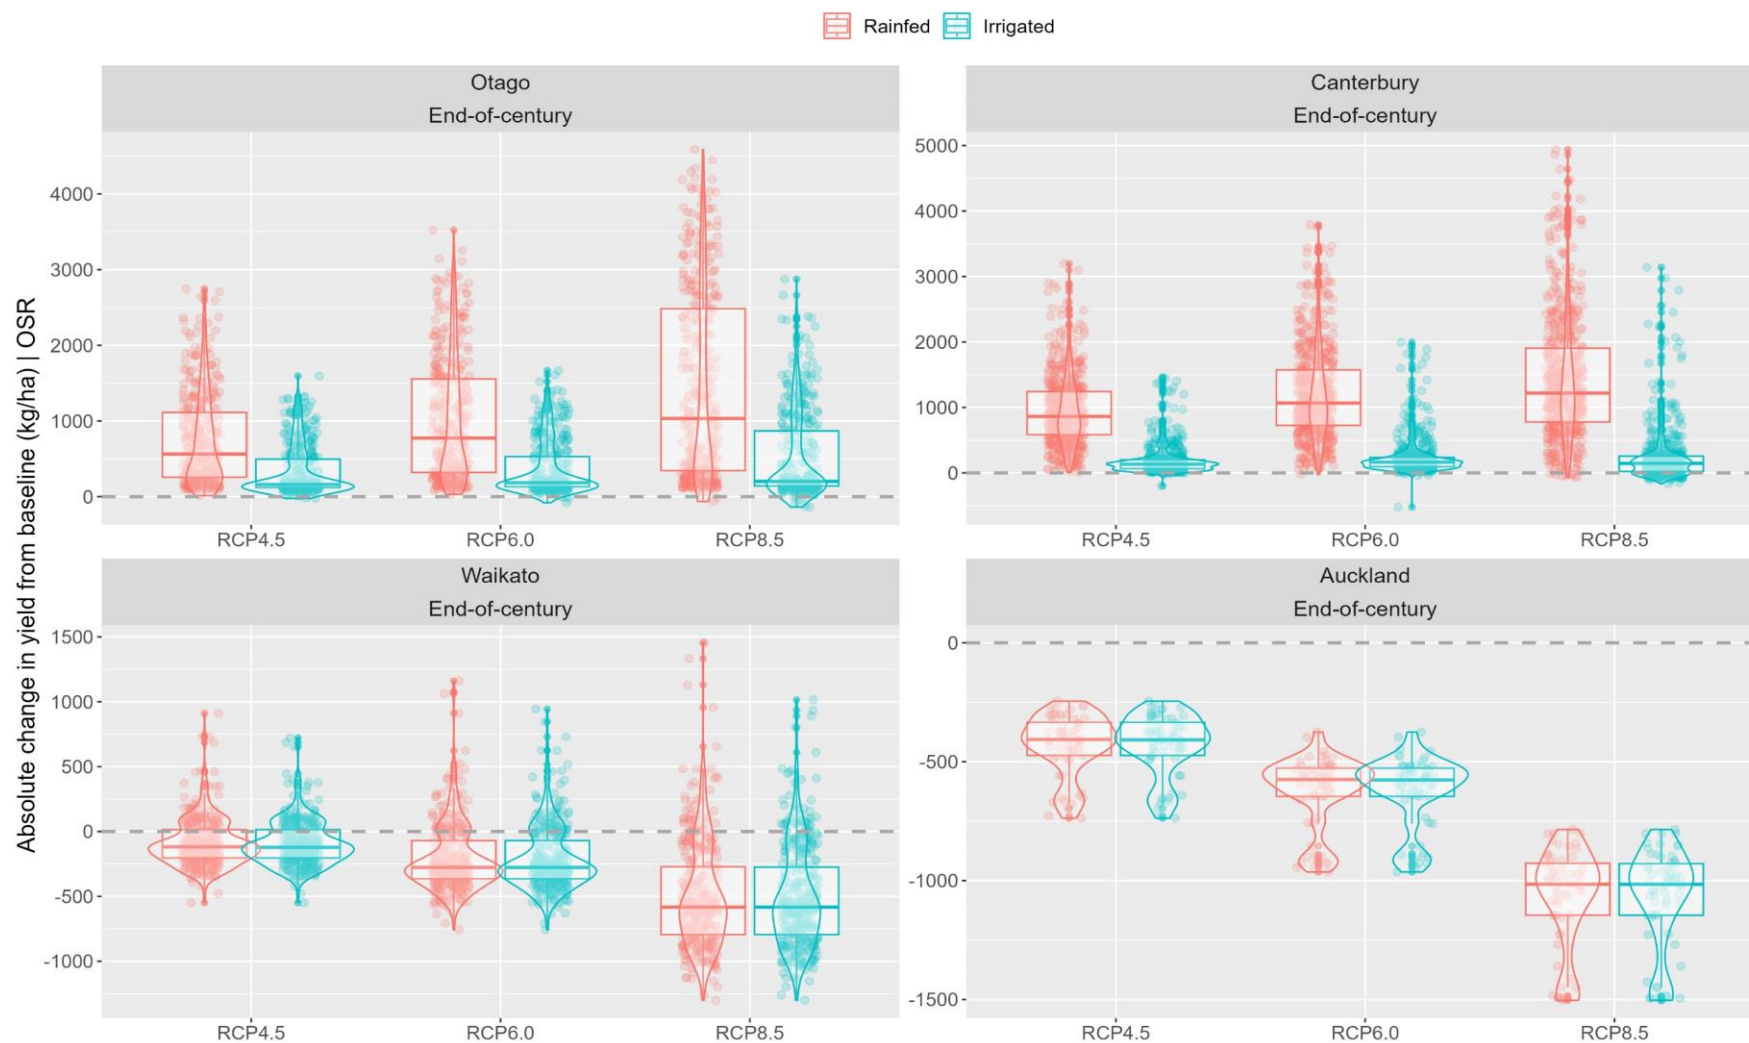 Rainfed Irrigated
Absolute change in yield from baseline (kg/ha) | OSR
Otago
End-of-century
4000
3000
2000
1000
0
RCP4.5 RCP6.0 RCP8.5
Canterbury
End-of-century
5000
4000
3000
2000
1000
0
RCP4.5 RCP6.0 RCP8.5
Waikato
End-of-century
1500
1000
500
0
-500
-1000
RCP4.5 RCP6.0 RCP8.5
Auckland
End-of-century
0
-500
-1000
-1500
RCP4.5 RCP6.0 RCP8.5